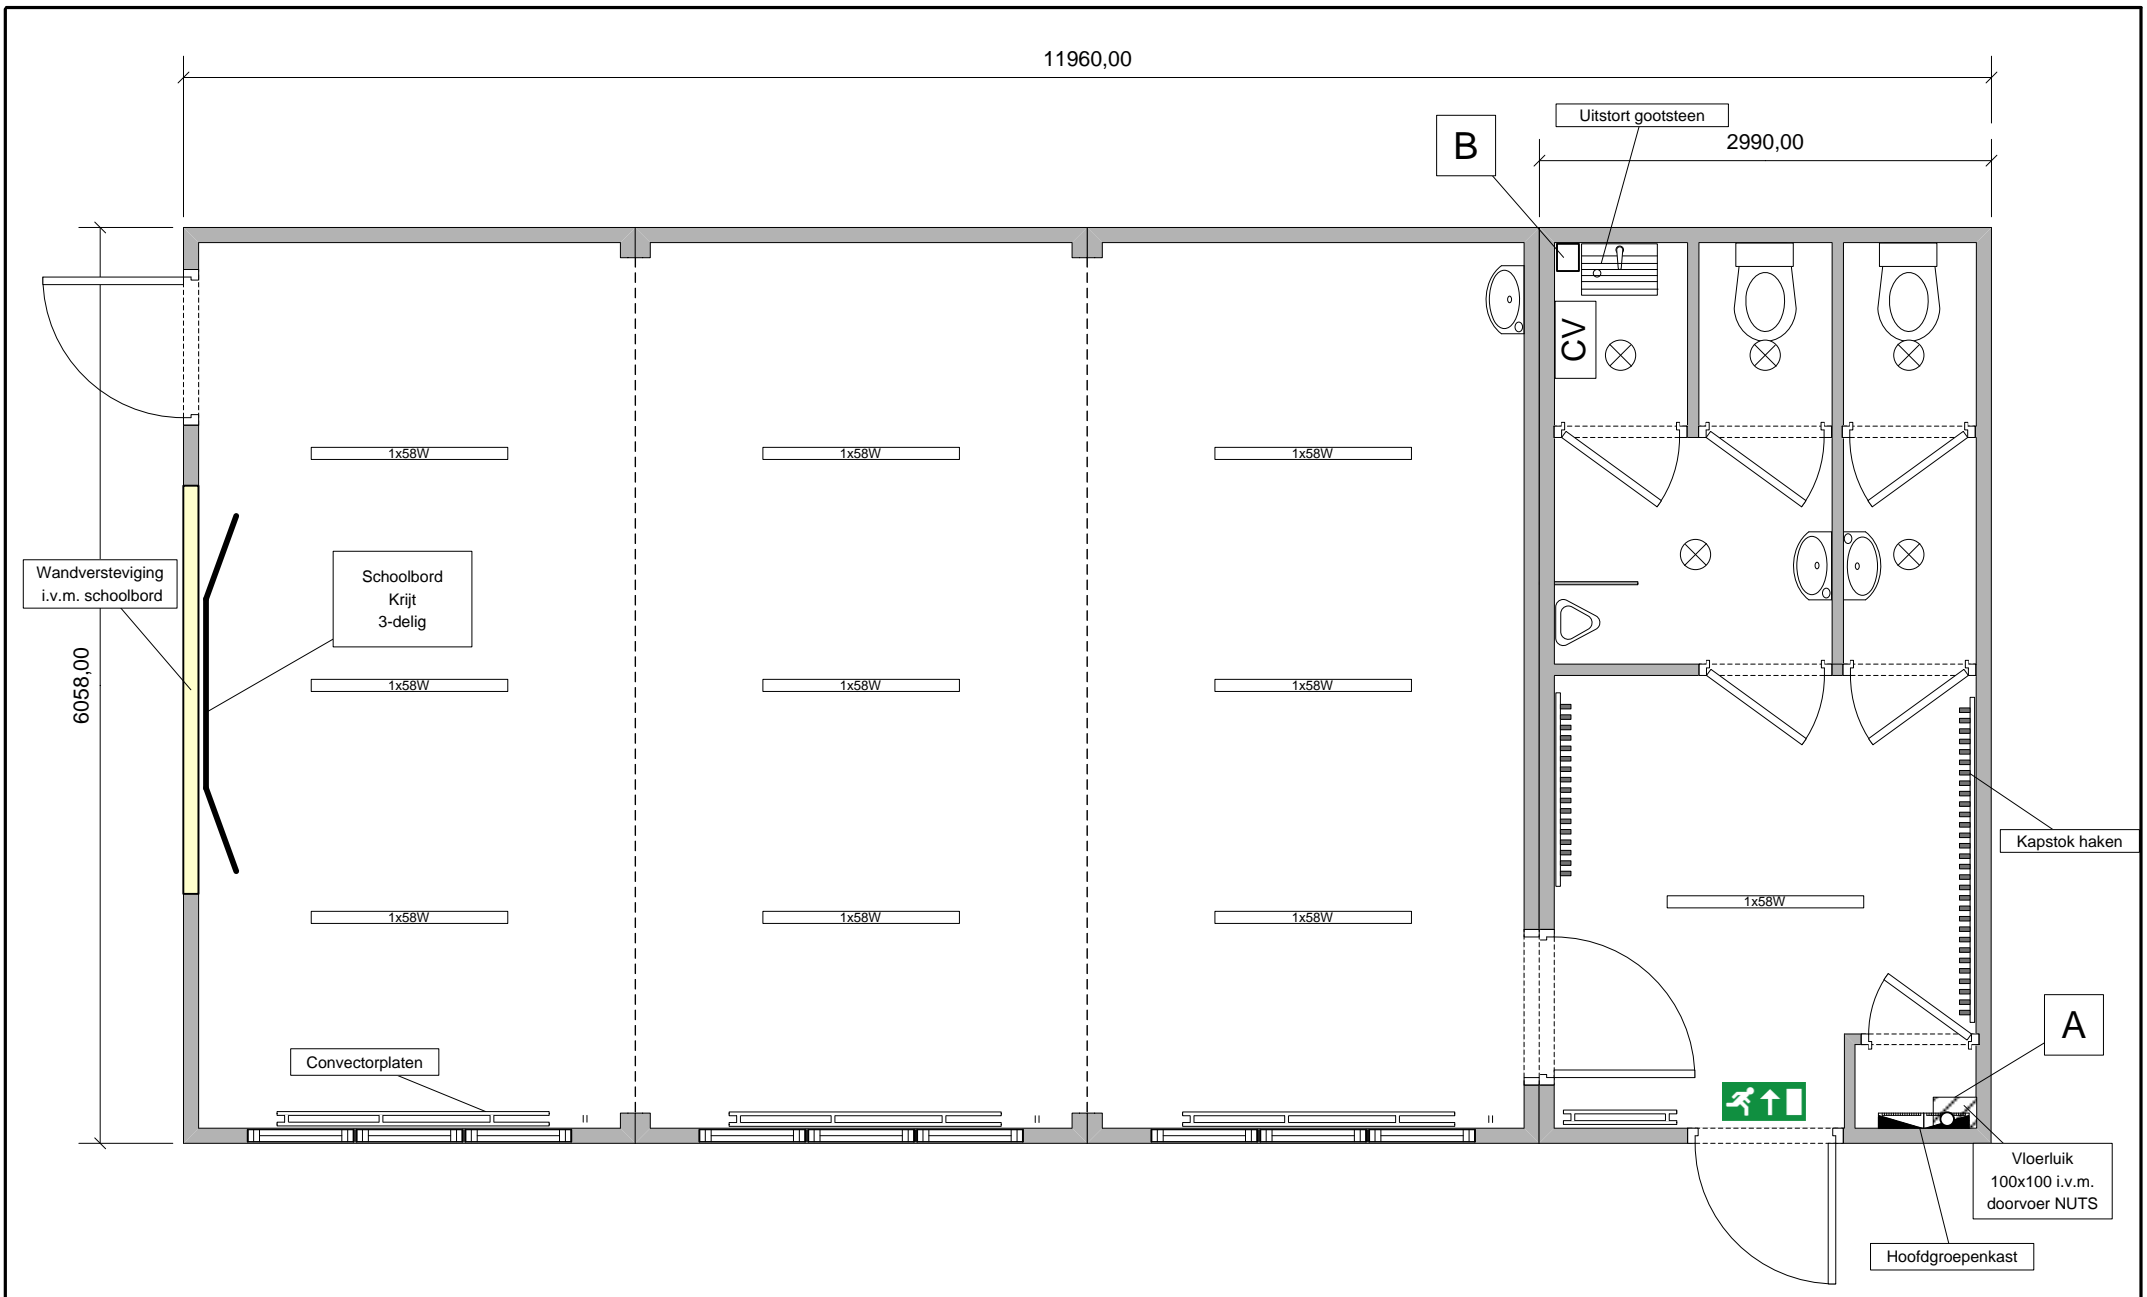 11960,00
Uitstort gootsteen
B
2990,00
CV
1x58W
1x58W
1x58W
Wandversteviging
i.v.m. schoolbord
Schoolbord
Krijt
3-delig
6058,00
1x58W
1x58W
1x58W
Kapstok haken
1x58W
1x58W
1x58W
1x58W
A
Convectorplaten
Vloerluik
100x100 i.v.m.
doorvoer NUTS
Hoofdgroepenkast